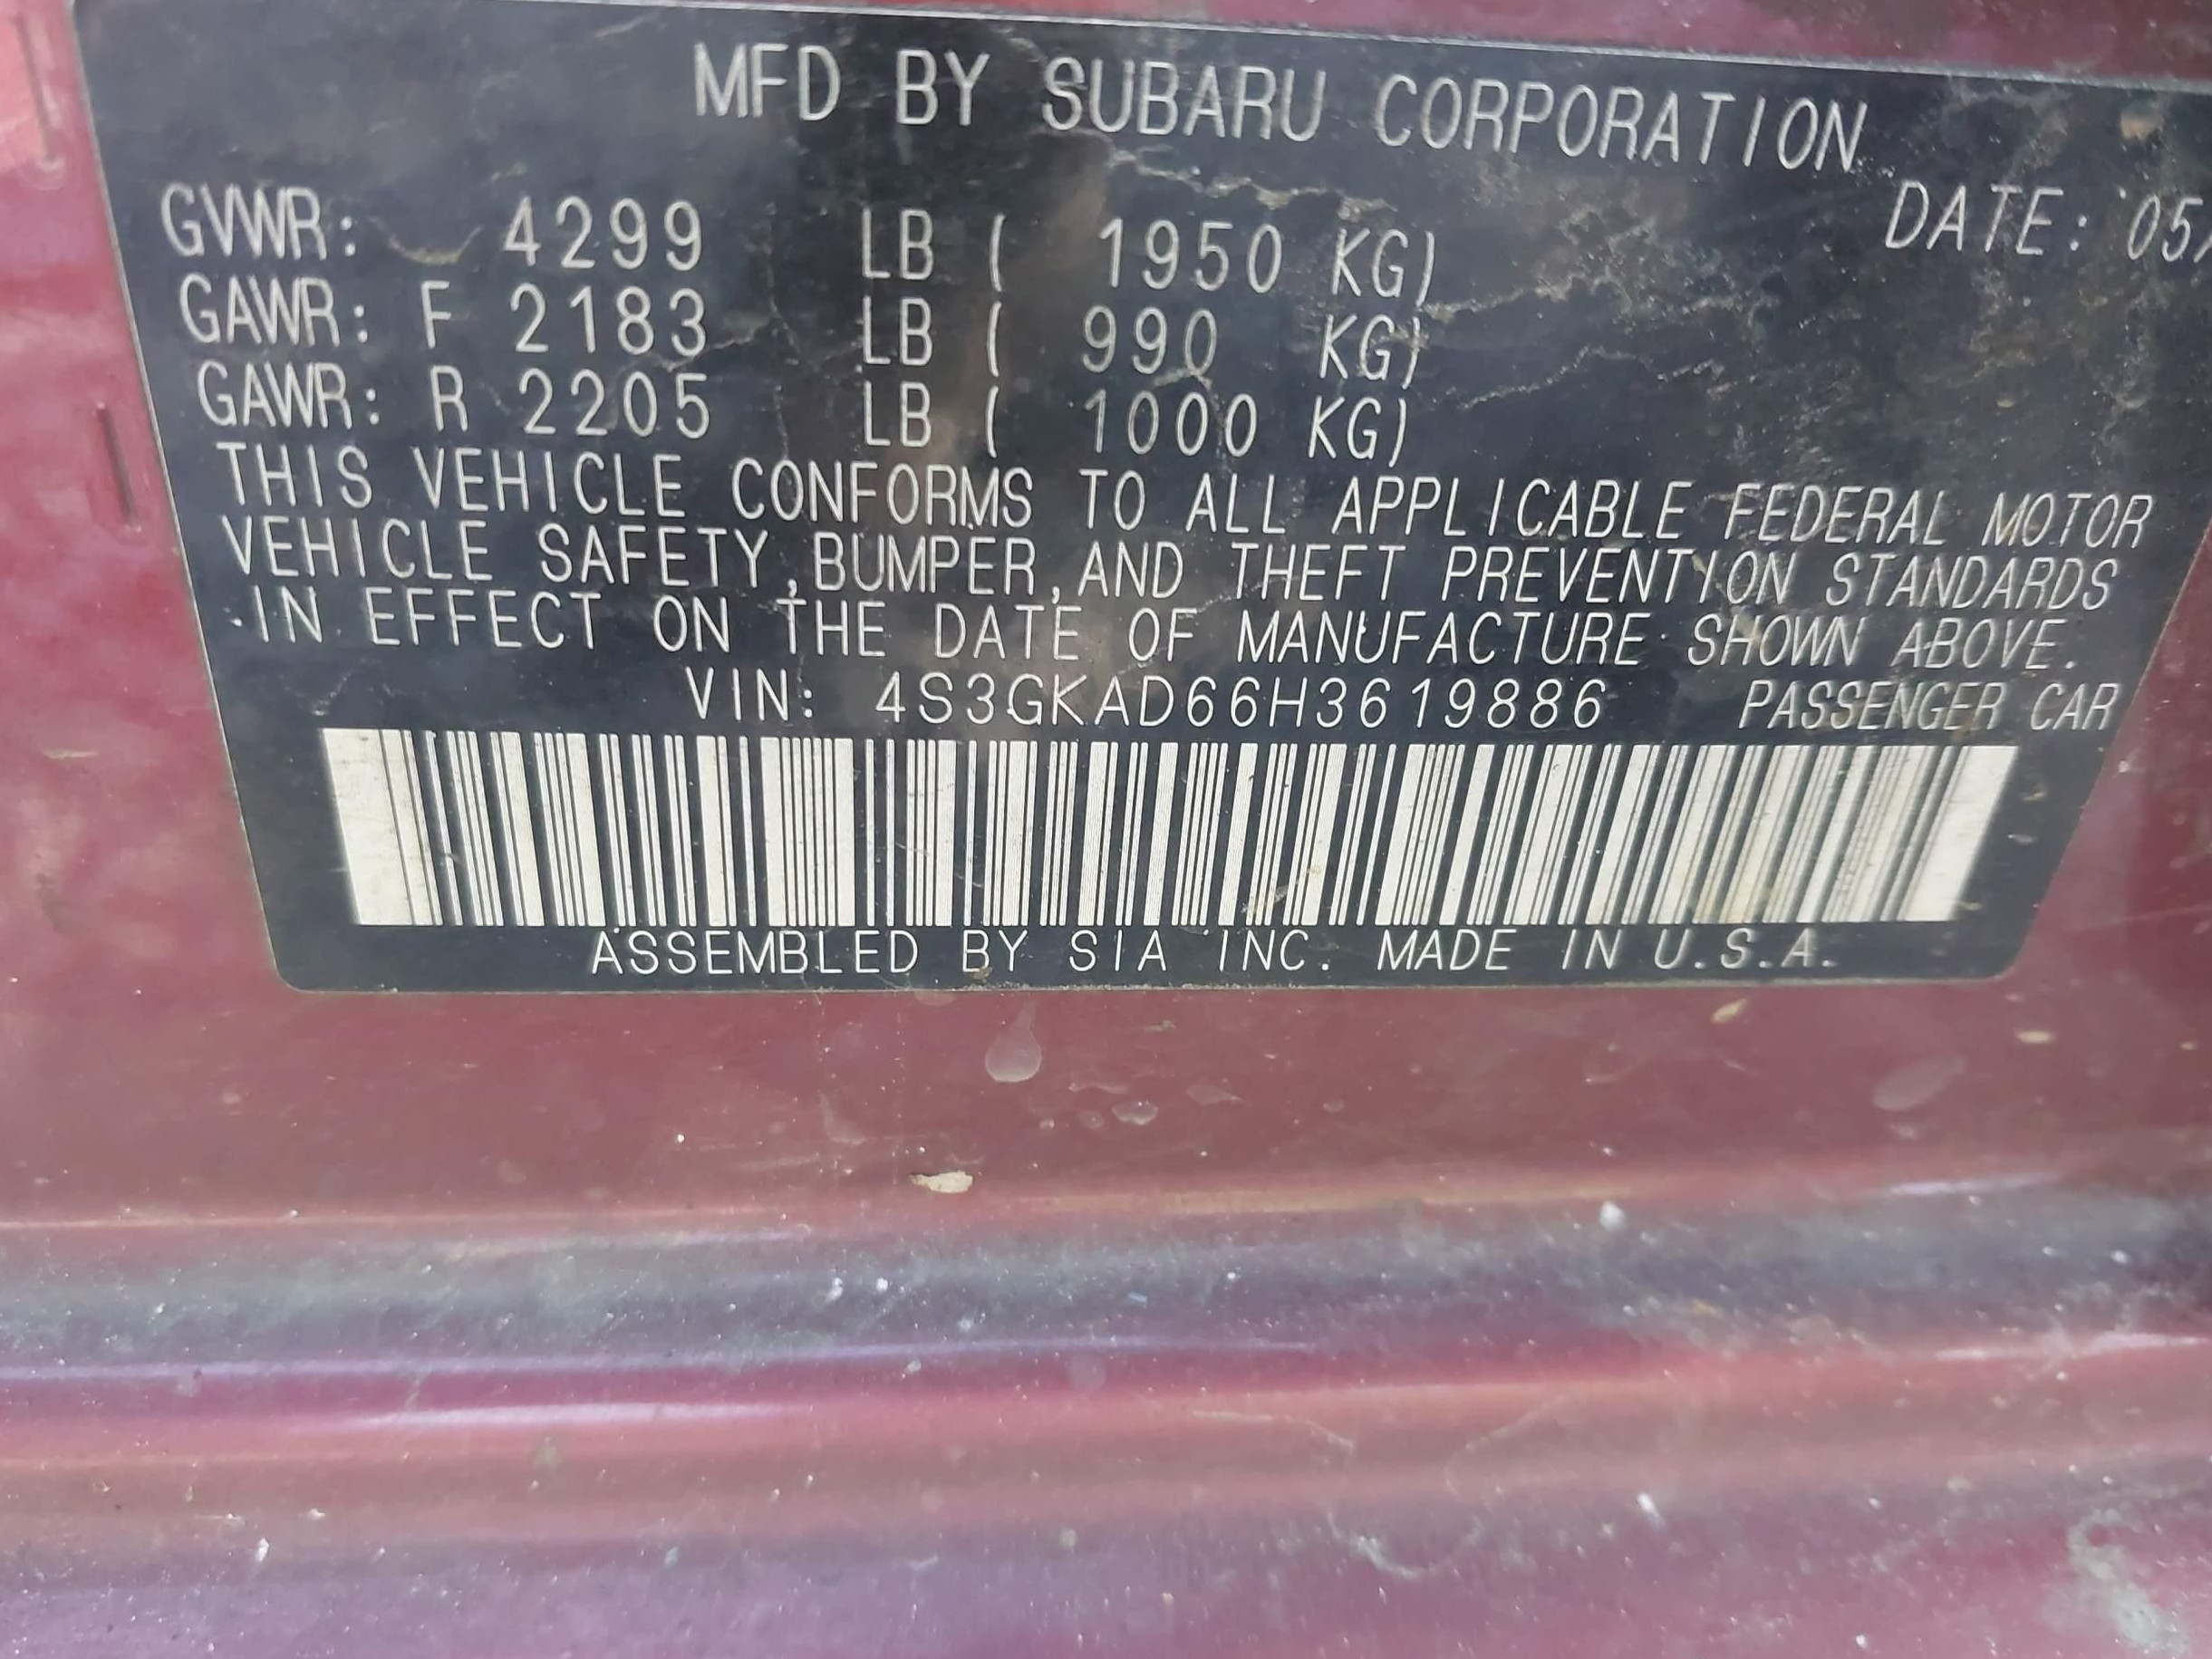 MFD BY SUBARU CORPORATION
DATE: 05/
GVWR: 4299 LB ( 1950 KG)
GAWR: F 2183 LB ( 990 KG)
GAWR: R 2205 LB ( 1000 KG)
THIS VEHICLE CONFORMS TO ALL APPLICABLE FEDERAL MOTOR
VEHICLE SAFETY, BUMPER, AND THEFT PREVENTION STANDARDS
IN EFFECT ON THE DATE OF MANUFACTURE SHOWN ABOVE.
VIN: 4S3GKAD66H3619886 PASSENGER CAR
ASSEMBLED BY SIA INC. MADE IN U.S.A.